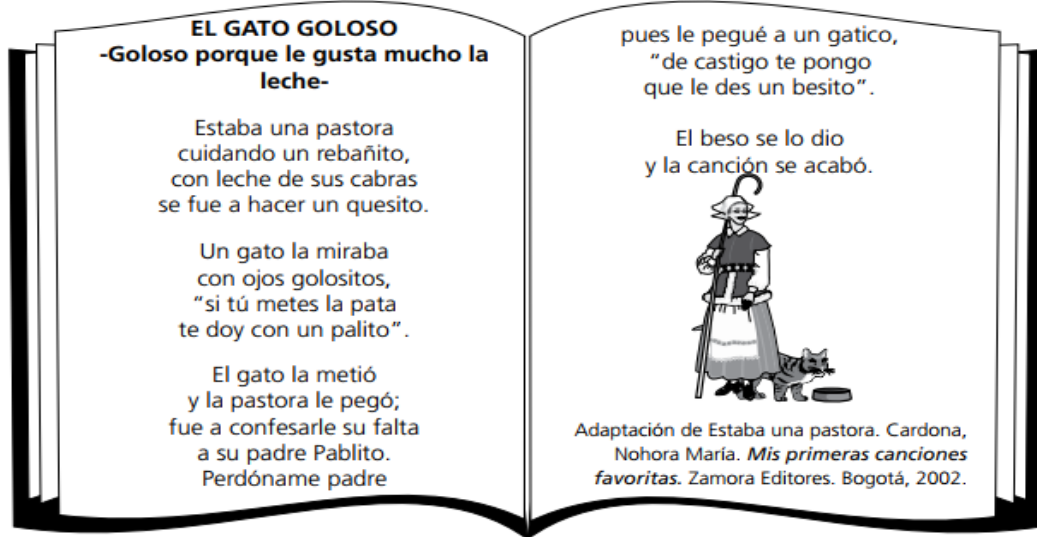 EL GATO GOLOSO
-Goloso porque le gusta mucho la
leche-
Estaba una pastora
cuidando un rebañito,
con leche de sus cabras
se fue a hacer un quesito.
Un gato la miraba
con ojos golositos,
“si tú metes la pata
te doy con un palito”.
El gato la metió
y la pastora le pegó;
fue a confesarle su falta
a su padre Pablito.
Perdóname padre
pues le pegué a un gatico,
“de castigo te pongo
que le des un besito”.
El beso se lo dio
y la canción se acabó.
Adaptación de Estaba una pastora. Cardona,
Nohora María. Mis primeras canciones
favoritas. Zamora Editores. Bogotá, 2002.